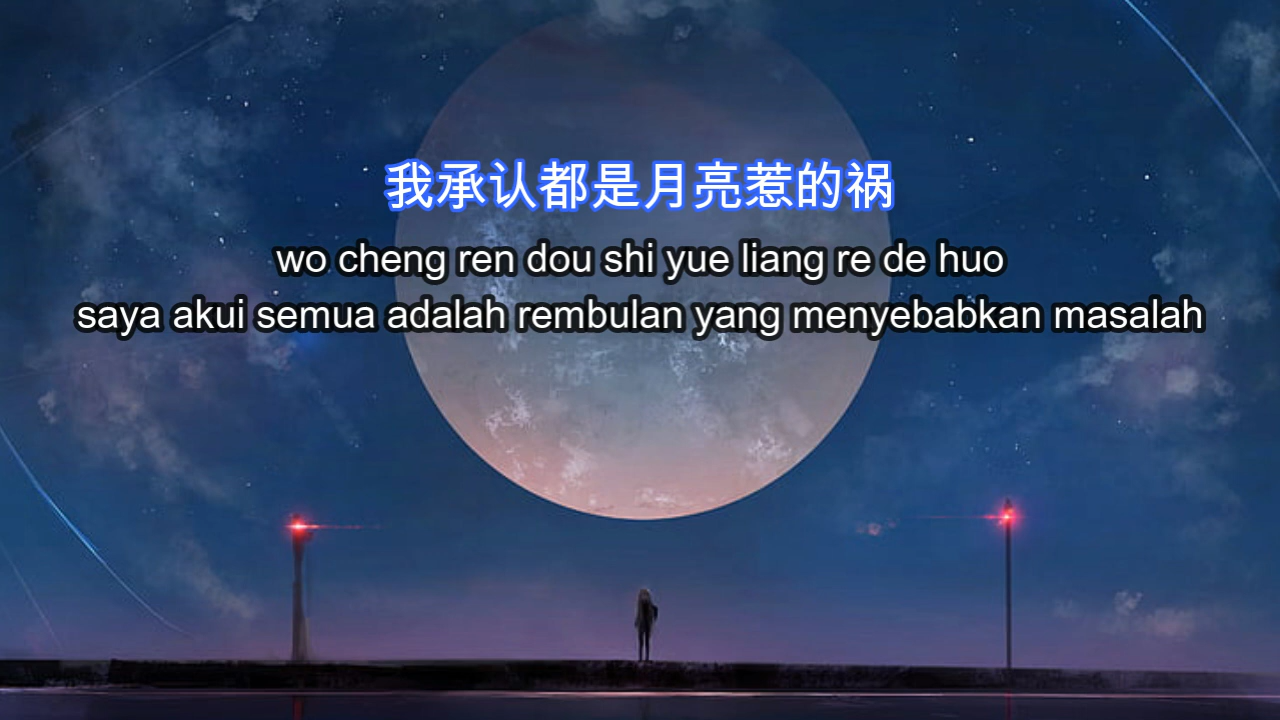 我承认都是月亮惹的祸
wo cheng ren dou shi yue liang re de huo
saya akui semua adalah rembulan yang menyebabkan masalah